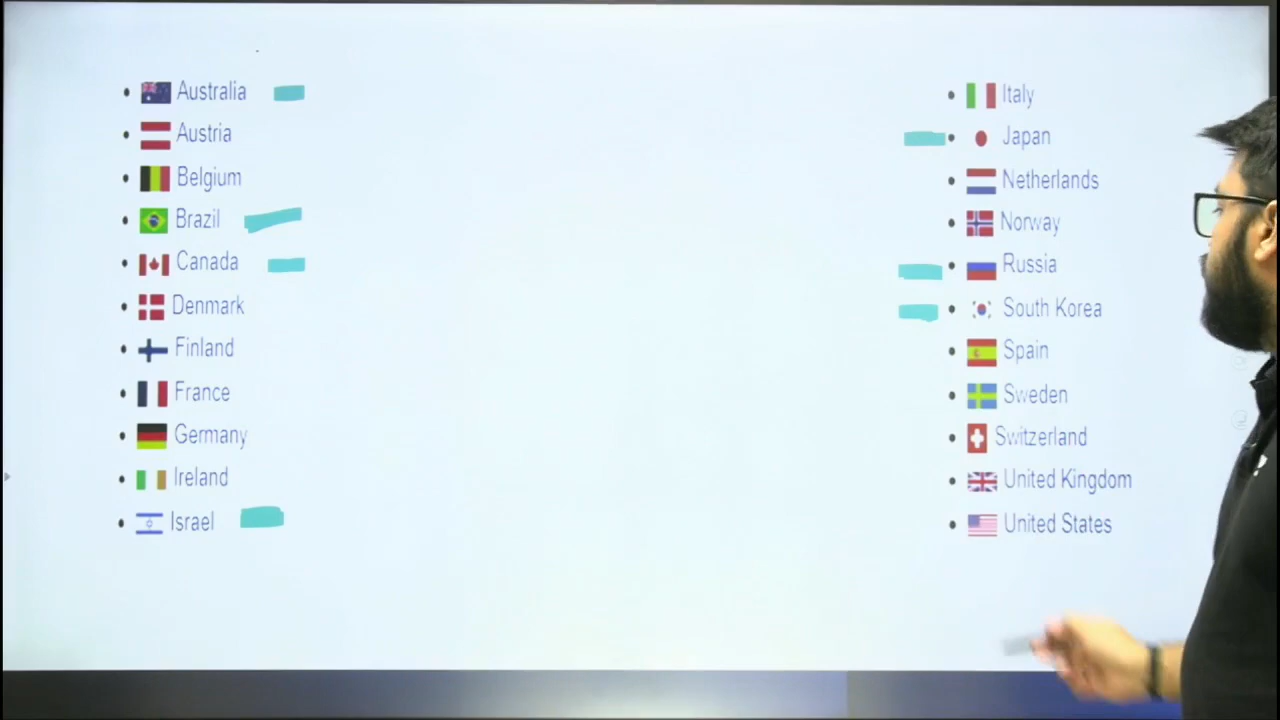 Australia
Austria
Belgium
Brazil
Canada
Denmark
Finland
France
Germany
Ireland
Israel
Italy
Japan
Netherlands
Norway
Russia
South Korea
Spain
Sweden
Switzerland
United Kingdom
United States